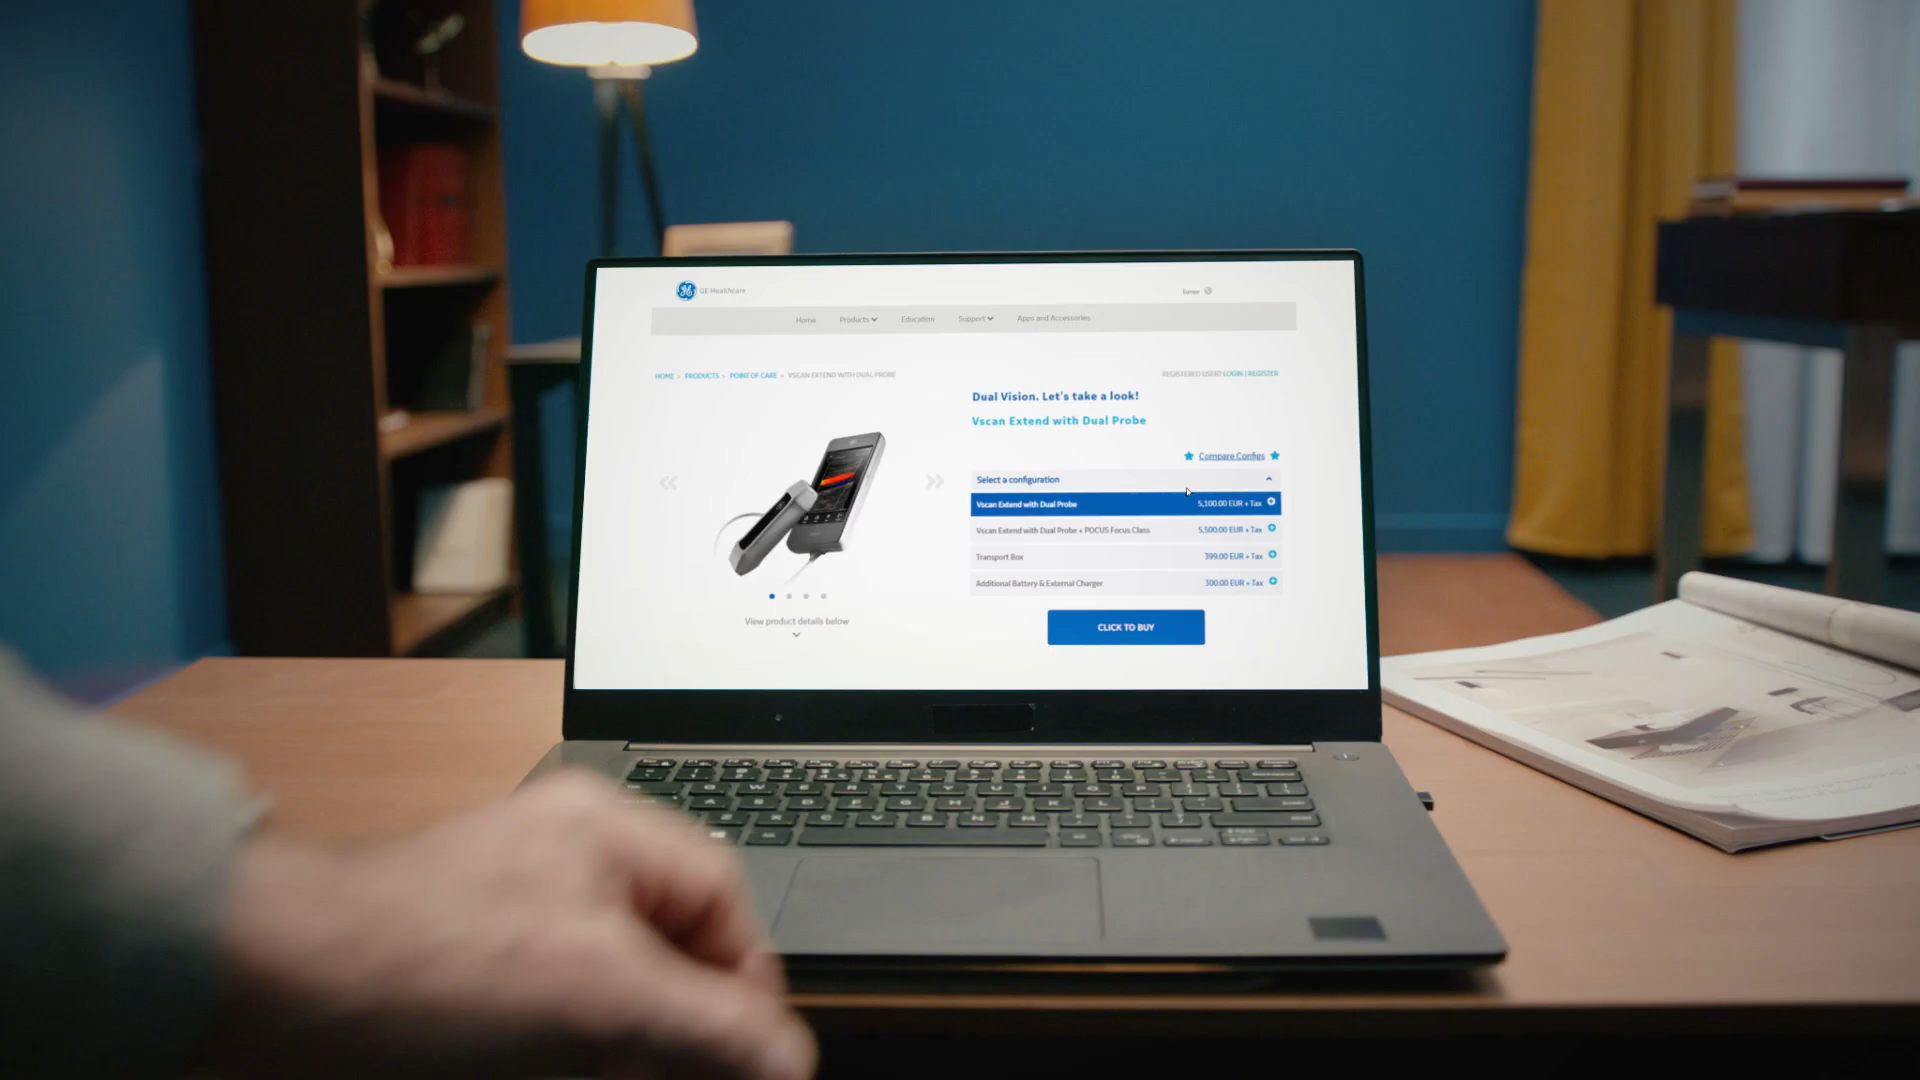 GE Healthcare
Europe
Home Products Education Support Apps and Accessories
HOME > PRODUCTS > POINT OF CARE > VSCAN EXTEND WITH DUAL PROBE
REGISTERED USER? LOGIN | REGISTER
Dual Vision. Let's take a look!
Vscan Extend with Dual Probe
Compare Configs
Select a configuration
Vscan Extend with Dual Probe 5,100.00 EUR + Tax
Vscan Extend with Dual Probe + POCUS Focus Class 5,500.00 EUR + Tax
Transport Box 399.00 EUR + Tax
Additional Battery & External Charger 300.00 EUR + Tax
View product details below
CLICK TO BUY